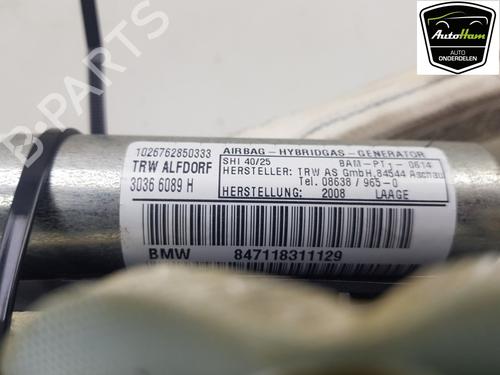 AutoHam
AUTO
ONDERDELEN
B-PARTS
1026762850333
TRW ALFDORF
3036 6089 H
AIRBAG - HYBRIDGAS - GENERATOR
SHI 40/25 BAM-PT1-0614
HERSTELLER: TRW AS GmbH, 84544 Aschau
Tel. 08638 / 965-0
HERSTELLUNG: 2008 LAAGE
BMW 847118311129